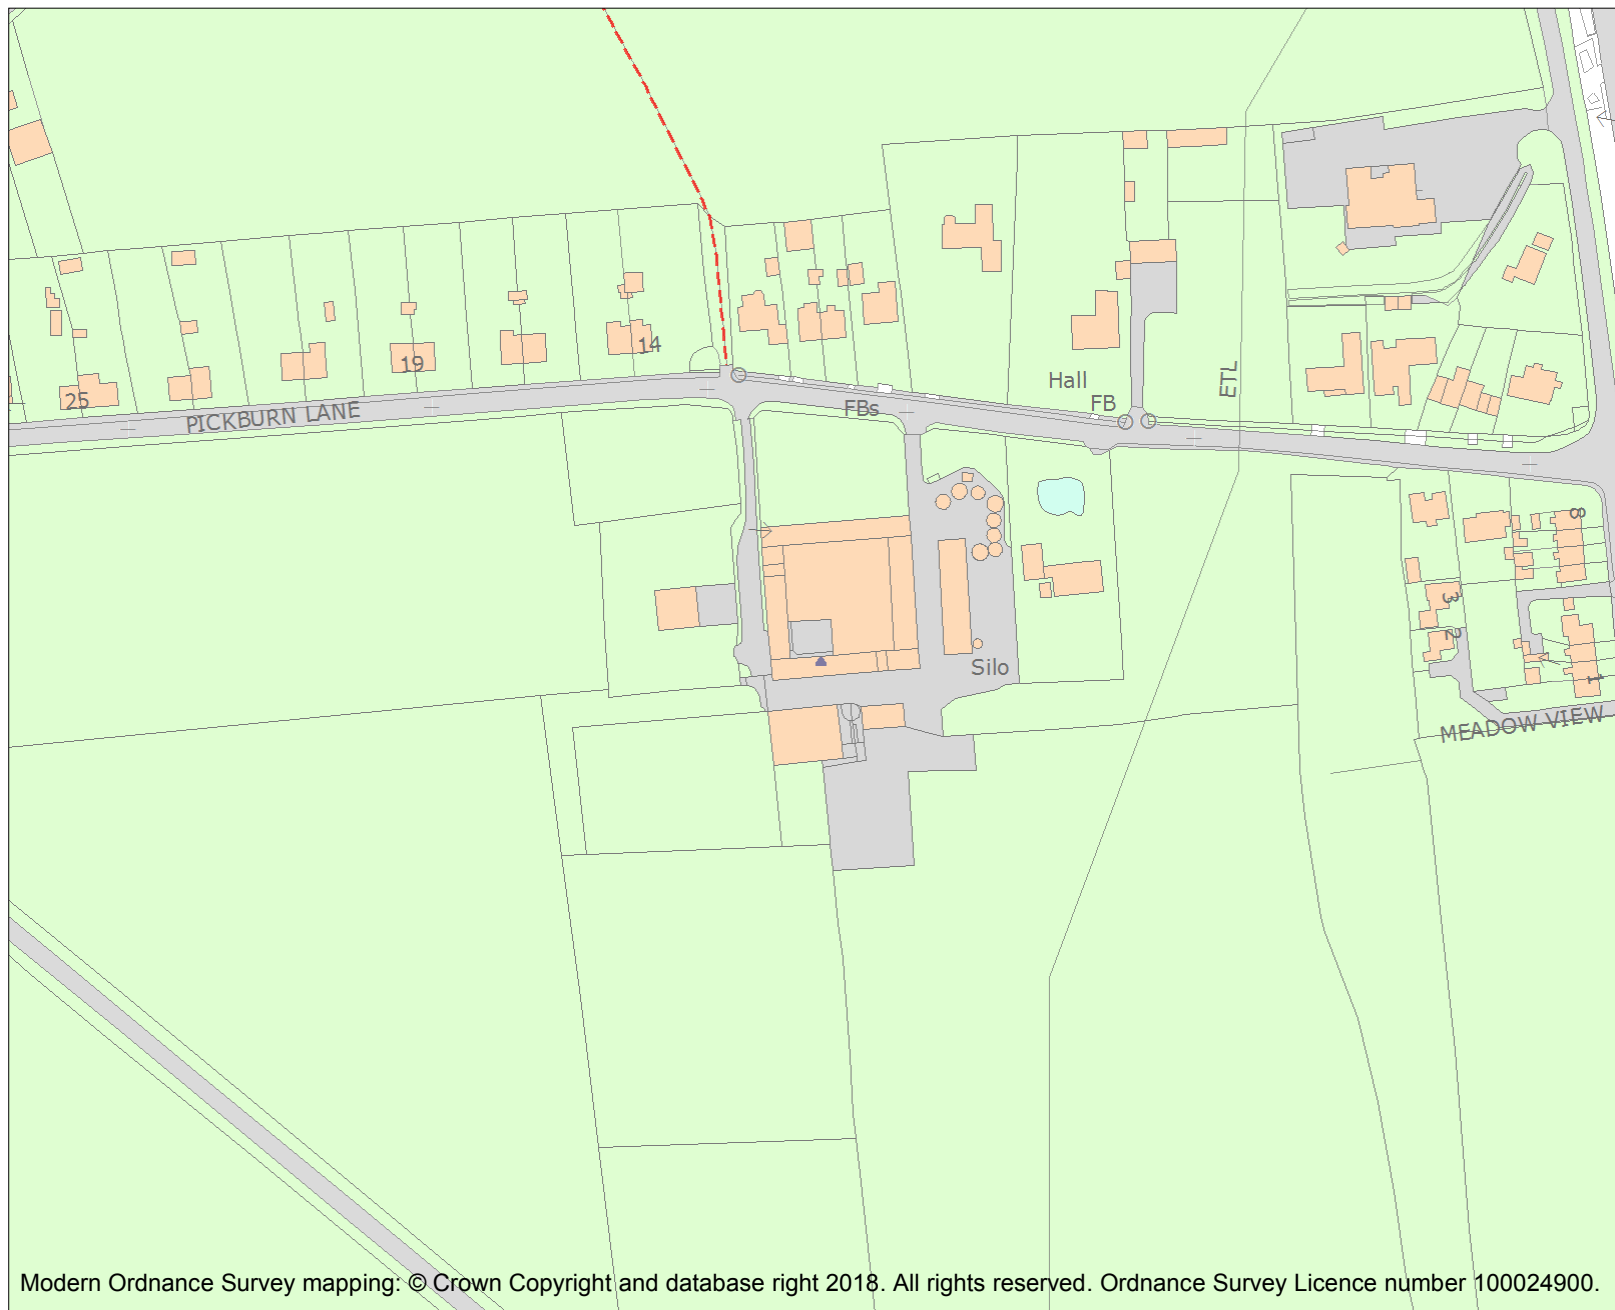 14
19
Hall
ETL
25
FB
FBs
PICKBURN LANE
8
3
2
Silo
1
MEADOW VIEW
Modern Ordnance Survey mapping: © Crown Copyright and database right 2018. All rights reserved. Ordnance Survey Licence number 100024900.